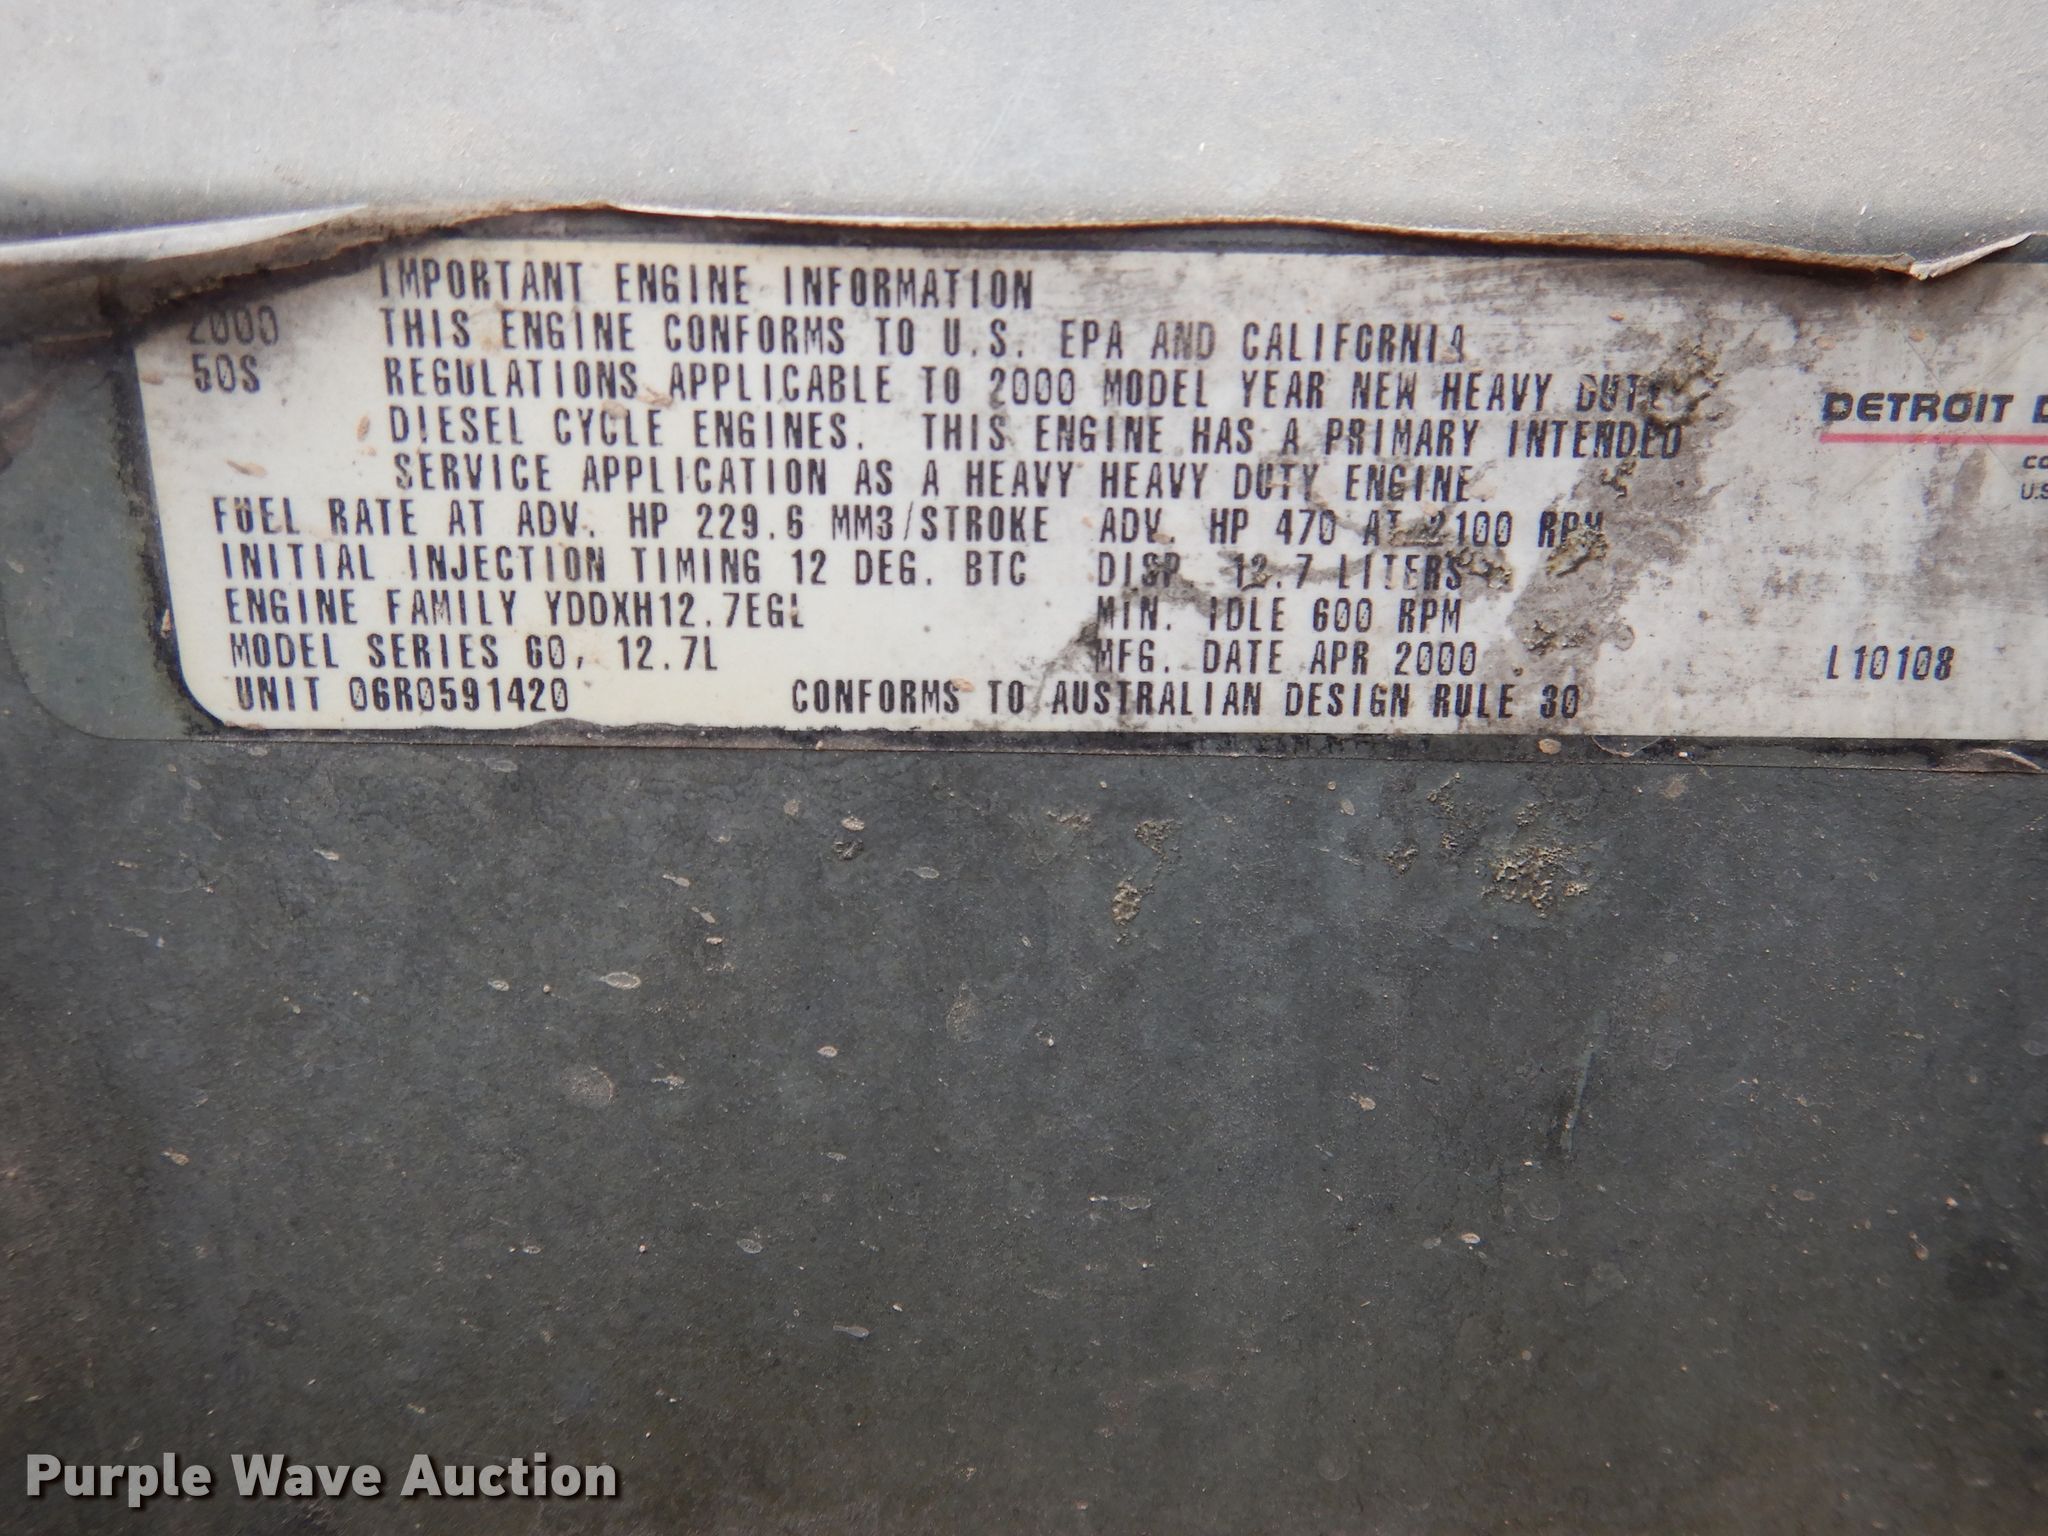 IMPORTANT ENGINE INFORMATION
2000 THIS ENGINE CONFORMS TO U.S. EPA AND CALIFORNIA
50S REGULATIONS APPLICABLE TO 2000 MODEL YEAR NEW HEAVY DUTY
DIESEL CYCLE ENGINES. THIS ENGINE HAS A PRIMARY INTENDED
SERVICE APPLICATION AS A HEAVY HEAVY DUTY ENGINE.
FUEL RATE AT ADV. HP 229.6 MM3/STROKE ADV. HP 470 AT 2100 RPM
INITIAL INJECTION TIMING 12 DEG. BTC DISP. 12.7 LITERS
ENGINE FAMILY YDDXH12.7EGL MIN. IDLE 600 RPM
MODEL SERIES 60, 12.7L MFG. DATE APR 2000
UNIT 06R0591420 CONFORMS TO AUSTRALIAN DESIGN RULE 30
L10108
DETROIT D
CO
U.S
Purple Wave Auction